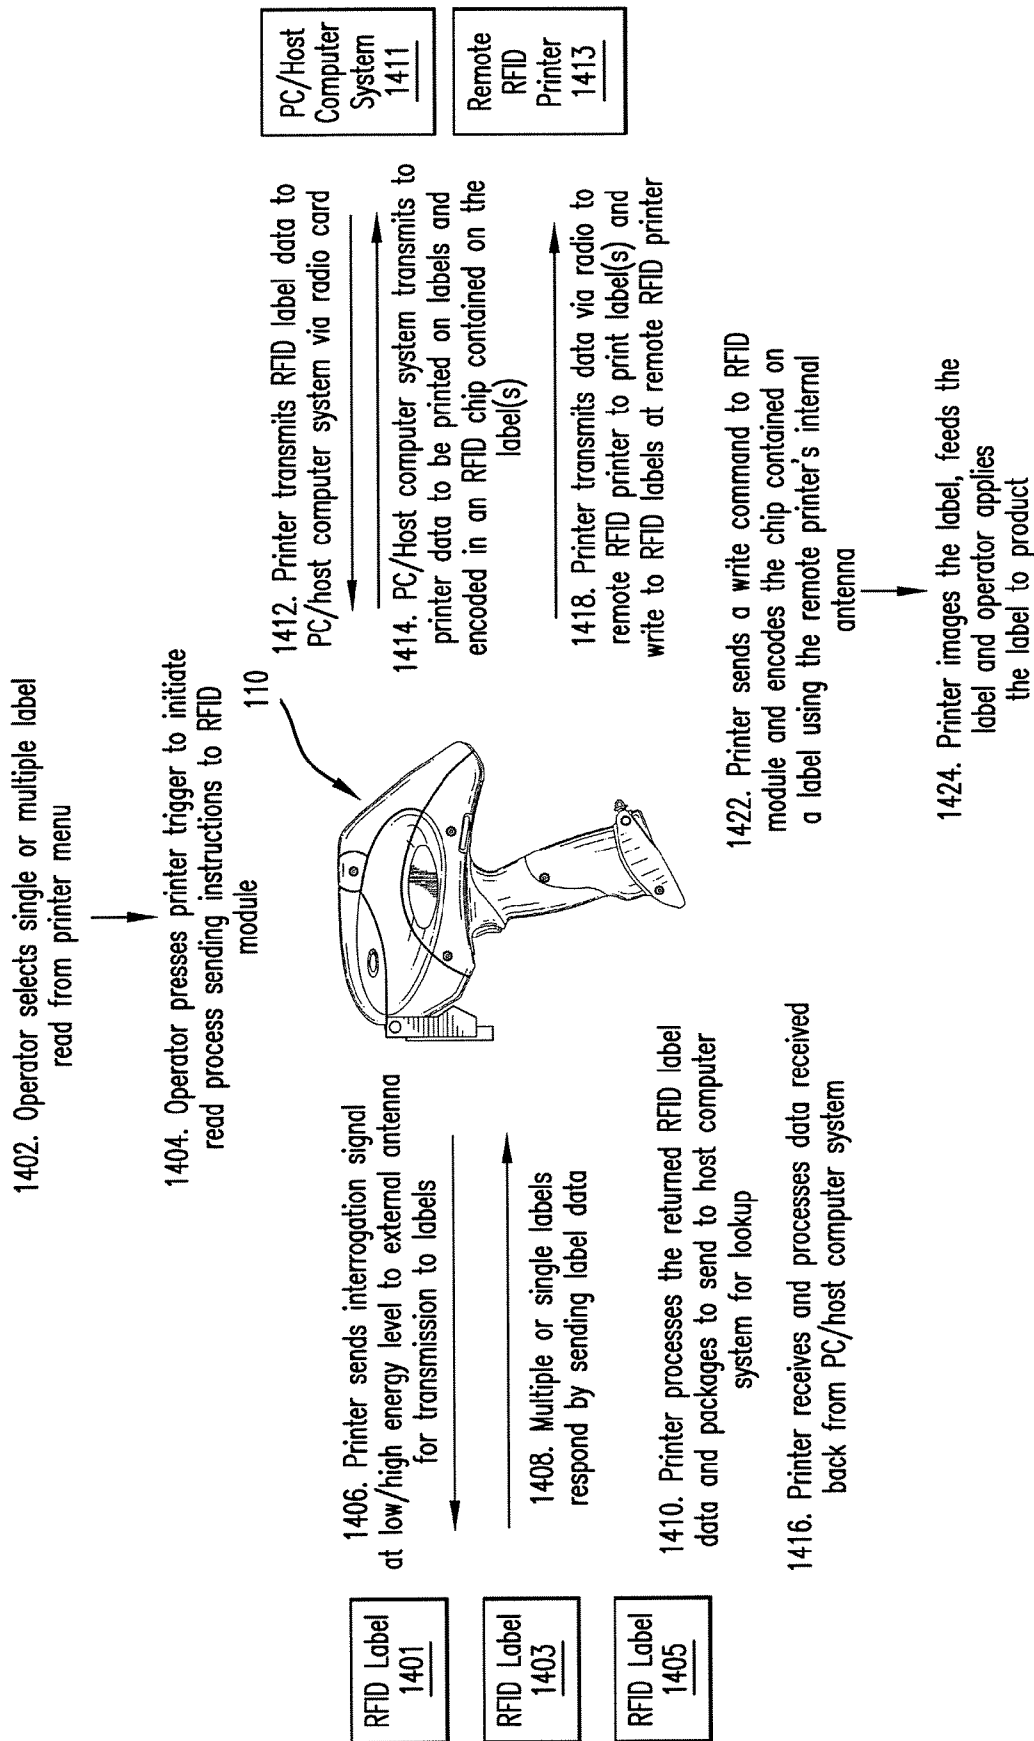 1402. Operator selects single or multiple label
read from printer menu
1404. Operator presses printer trigger to initiate
read process sending instructions to RFID
module
110
1406. Printer sends interrogation signal
at low/high energy level to external antenna
for transmission to labels
1408. Multiple or single labels
respond by sending label data
RFID Label
1401
RFID Label
1403
RFID Label
1405
1410. Printer processes the returned RFID label
data and packages to send to host computer
system for lookup
1416. Printer receives and processes data received
back from PC/host computer system
1412. Printer transmits RFID label data to
PC/host computer system via radio card
1414. PC/Host computer system transmits to
printer data to be printed on labels and
encoded in an RFID chip contained on the
label(s)
PC/Host
Computer
System
1411
Remote
RFID
Printer
1413
1418. Printer transmits data via radio to
remote RFID printer to print label(s) and
write to RFID labels at remote RFID printer
1422. Printer sends a write command to RFID
module and encodes the chip contained on
a label using the remote printer's internal
antenna
1424. Printer images the label, feeds the
label and operator applies
the label to product